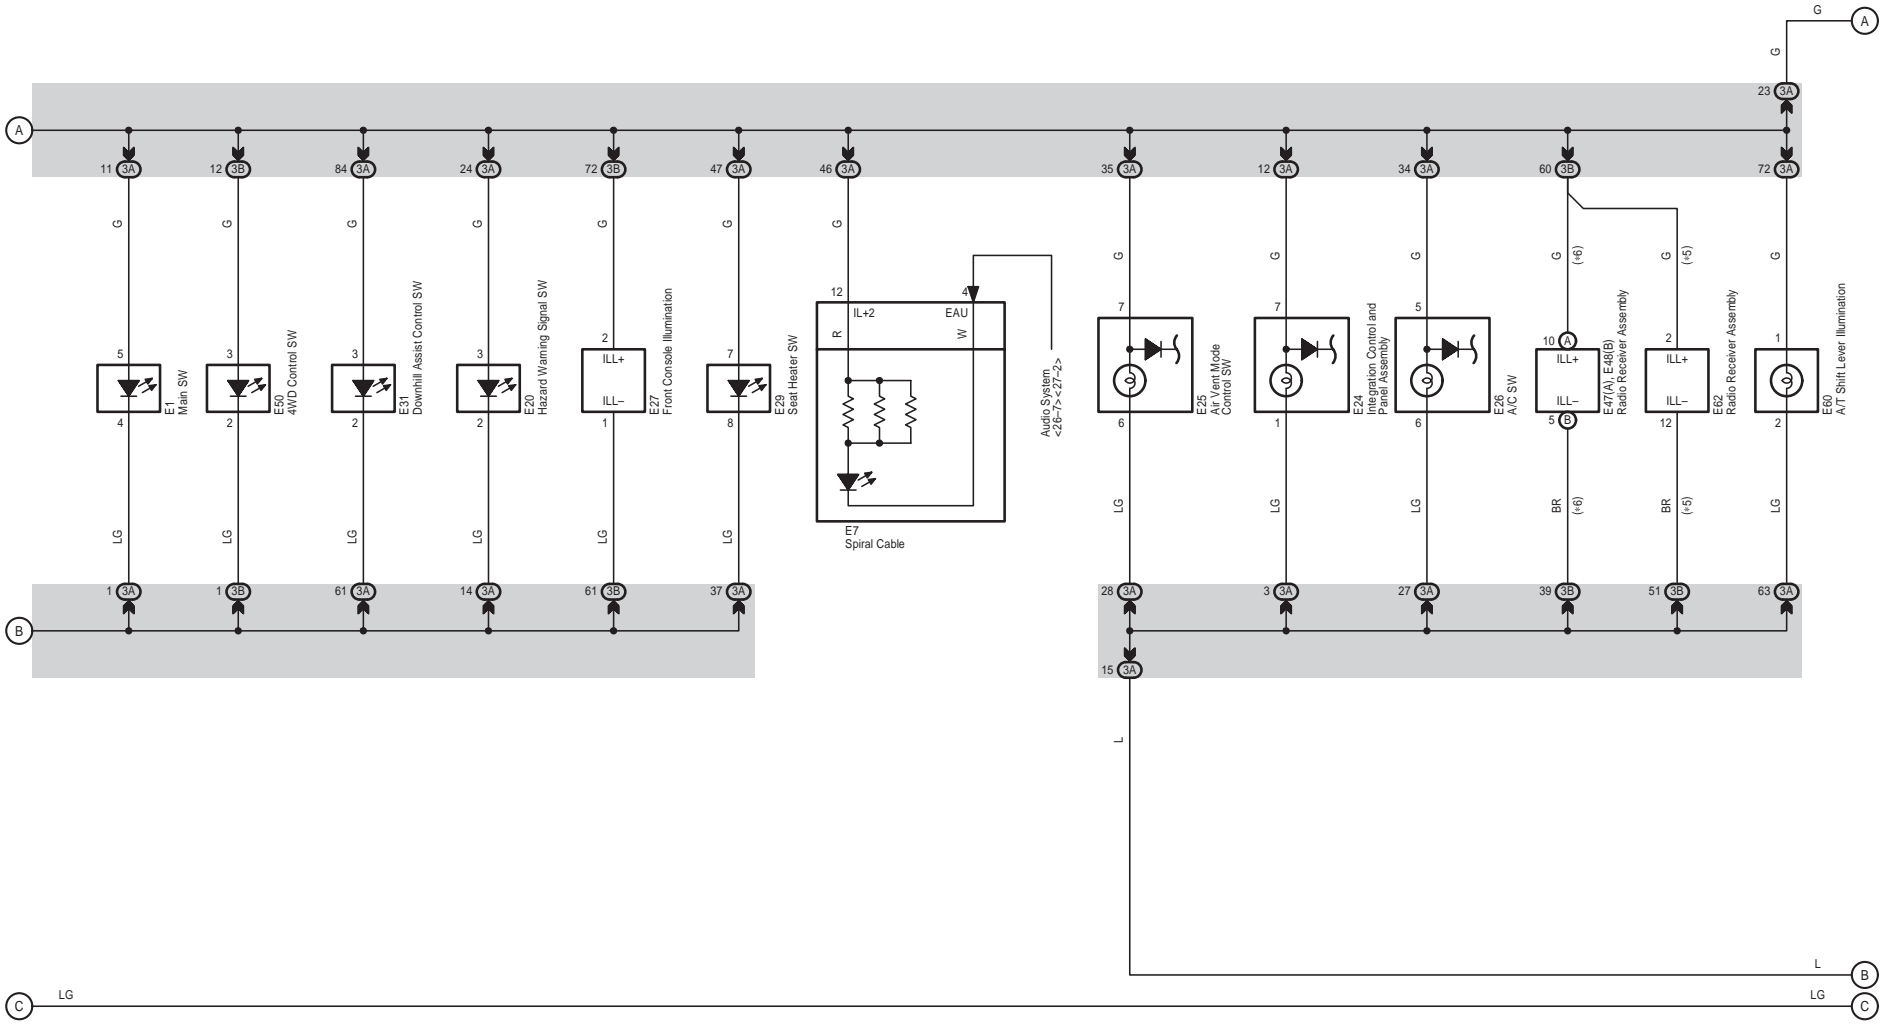 G
A
G
23 3A
A
11 3A
12 3B
84 3A
24 3A
72 3B
47 3A
46 3A
35 3A
12 3A
34 3A
60 3B
72 3A
G
G
G
G
G
G
G
G
G
G
G
(*6)
G
(*5)
G
5
4
E1
Main SW
3
2
E50
4WD Control SW
3
2
E31
Downhill Assist Control SW
3
2
E20
Hazard Warning Signal SW
2
ILL+
ILL–
1
E27
Front Console Illumination
7
8
E29
Seat Heater SW
12
4
IL+2
EAU
R
W
E7
Spiral Cable
Audio System
<26–7><27–2>
7
6
E25
Air Vent Mode
Control SW
7
1
E24
Integration Control and
Panel Assembly
5
6
E26
A/C SW
10 A
ILL+
ILL–
5 B
E47(A), E48(B)
Radio Receiver Assembly
2
ILL+
ILL–
12
E62
Radio Receiver Assembly
1
2
E60
A/T Shift Lever Illumination
LG
LG
LG
LG
LG
LG
LG
LG
LG
BR
(*6)
BR
(*5)
LG
1 3A
1 3B
61 3A
14 3A
61 3B
37 3A
28 3A
3 3A
27 3A
39 3B
51 3B
63 3A
B
15 3A
L
L
B
C
LG
LG
C